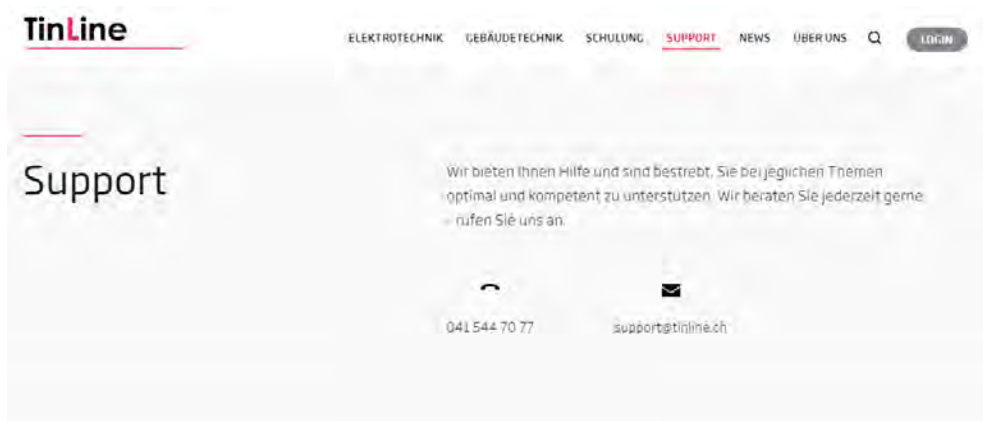 TinLine
ELEKTROTECHNIK GEBÄUDETECHNIK SCHULUNG SUPPORT NEWS ÜBER UNS LOGIN
Support
Wir bieten Ihnen Hilfe und sind bestrebt, Sie bei jeglichen Themen
optimal und kompetent zu unterstützen. Wir beraten Sie jederzeit gerne
- rufen Sie uns an.
041 544 70 77 support@tinline.ch